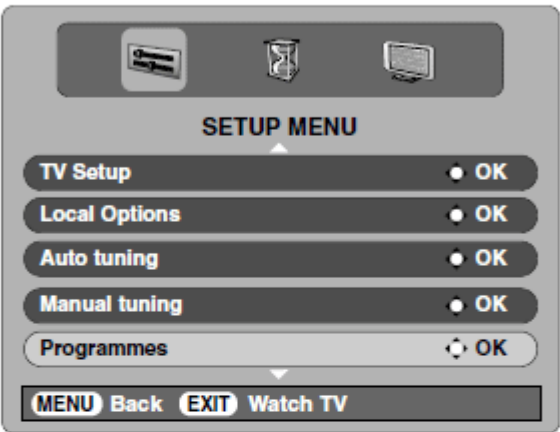 SETUP MENU
TV Setup OK
Local Options OK
Auto tuning OK
Manual tuning OK
Programmes OK
MENU Back EXIT Watch TV